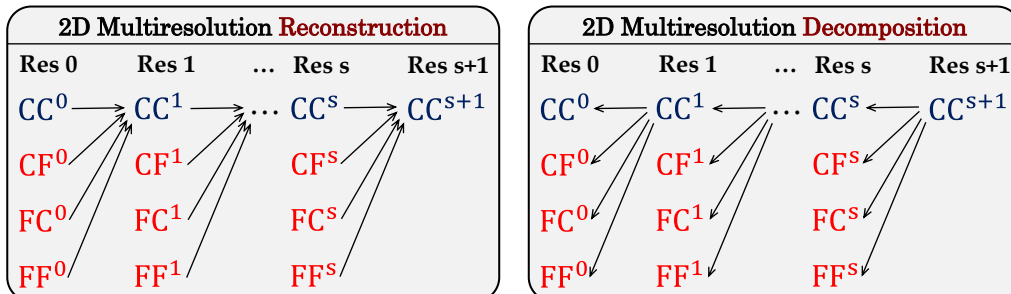 2D Multiresolution Reconstruction
Res 0 Res 1 ... Res s Res s+1
CC⁰ CC¹ ... CCˢ CCˢ⁺¹
CF⁰ CF¹ CFˢ
FC⁰ FC¹ FCˢ
FF⁰ FF¹ FFˢ
2D Multiresolution Decomposition
Res 0 Res 1 ... Res s Res s+1
CC⁰ CC¹ ... CCˢ CCˢ⁺¹
CF⁰ CF¹ CFˢ
FC⁰ FC¹ FCˢ
FF⁰ FF¹ FFˢ